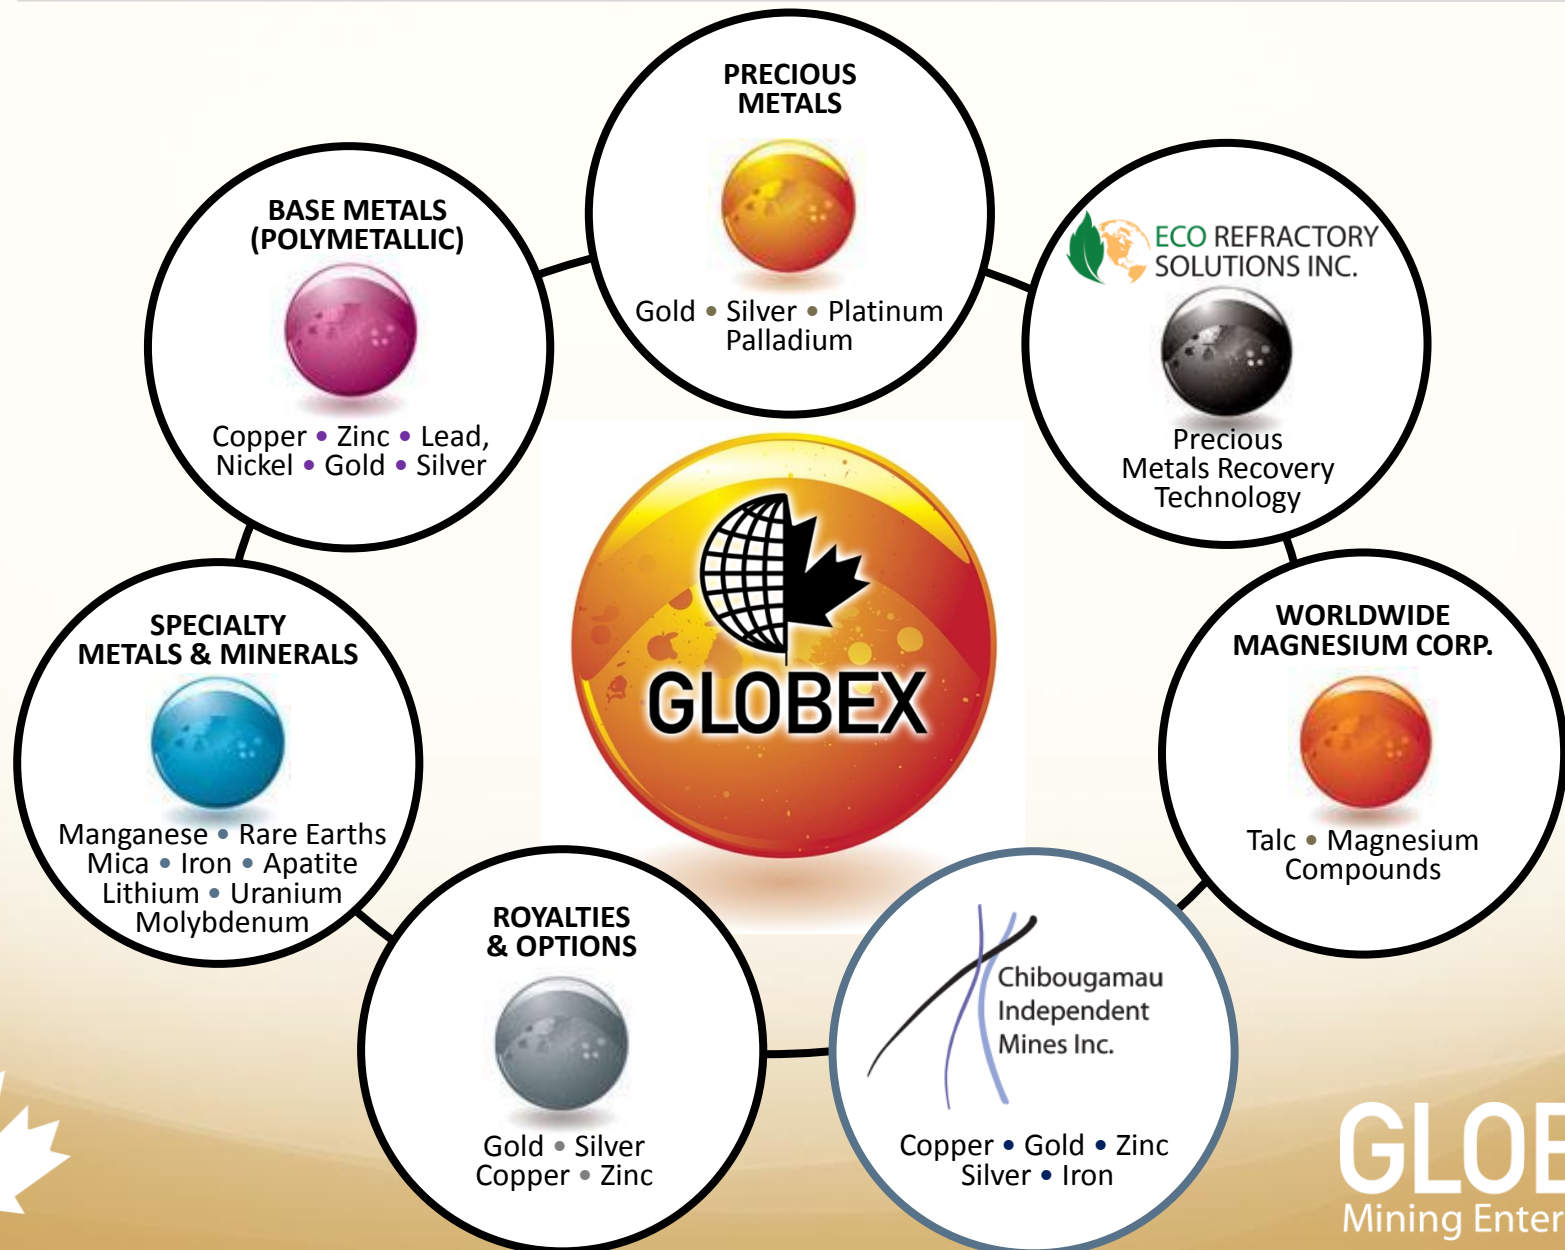 PRECIOUS
METALS
Gold • Silver • Platinum
Palladium
BASE METALS
(POLYMETALLIC)
Copper • Zinc • Lead,
Nickel • Gold • Silver
ECO REFRACTORY
SOLUTIONS INC.
Precious
Metals Recovery
Technology
GLOBEX
SPECIALTY
METALS & MINERALS
Manganese • Rare Earths
Mica • Iron • Apatite
Lithium • Uranium
Molybdenum
WORLDWIDE
MAGNESIUM CORP.
Talc • Magnesium
Compounds
ROYALTIES
& OPTIONS
Gold • Silver
Copper • Zinc
Chibougamau
Independent
Mines Inc.
Copper • Gold • Zinc
Silver • Iron
GLOB
Mining Enter